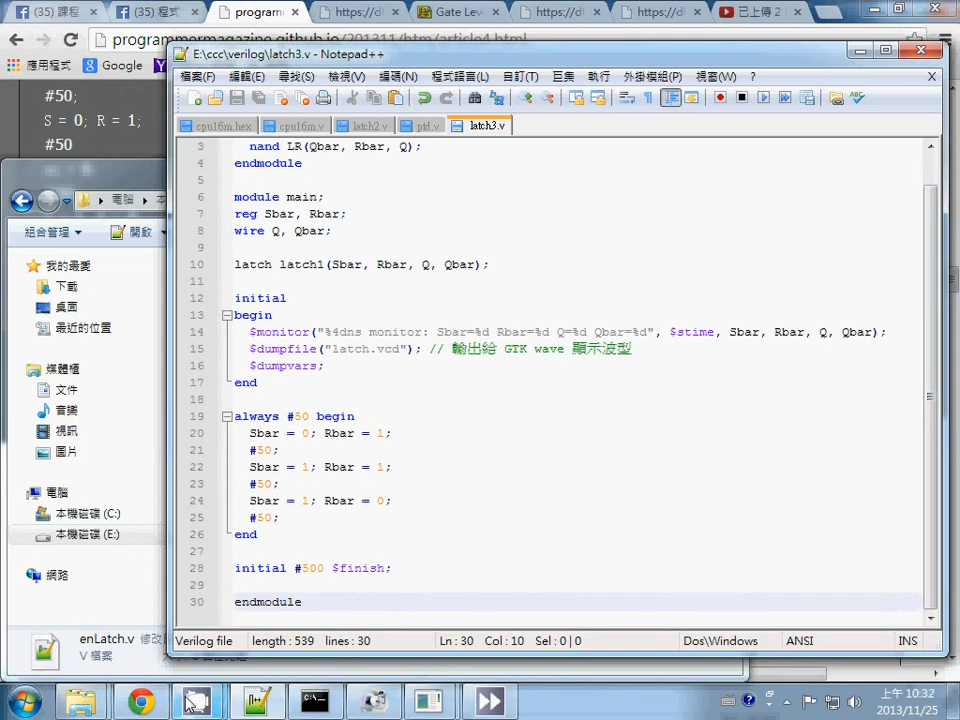 (35) 課程
(35) 程式
program
https://dl
Gate Leve
https://dl
https://dl
已上傳 2
programmermagazine.github.io/201311/htm/article4.html
應用程式
Google
#50;
S = 0; R = 1;
#50
電腦
組合管理
開啟
我的最愛
下載
桌面
最近的位置
媒體櫃
文件
音樂
視訊
圖片
電腦
本機磁碟 (C:)
本機磁碟 (E:)
網路
enLatch.v
V 檔案
E:\ccc\verilog\latch3.v - Notepad++
檔案(F) 編輯(E) 尋找(S) 檢視(V) 編碼(N) 程式語言(L) 自訂(T) 巨集 執行 外掛模組(P) 視窗(W) ? X
cpu16m.hex cpu16m.v latch2.v ptd.v latch3.v
3 nand LR(Qbar, Rbar, Q);
4 endmodule
5
6 module main;
7 reg Sbar, Rbar;
8 wire Q, Qbar;
9
10 latch latch1(Sbar, Rbar, Q, Qbar);
11
12 initial
13 begin
14 $monitor("%4dns monitor: Sbar=%d Rbar=%d Q=%d Qbar=%d", $stime, Sbar, Rbar, Q, Qbar);
15 $dumpfile("latch.vcd"); // 輸出給 GTK wave 顯示波型
16 $dumpvars;
17 end
18
19 always #50 begin
20 Sbar = 0; Rbar = 1;
21 #50;
22 Sbar = 1; Rbar = 1;
23 #50;
24 Sbar = 1; Rbar = 0;
25 #50;
26 end
27
28 initial #500 $finish;
29
30 endmodule
Verilog file length : 539 lines : 30 Ln : 30 Col : 10 Sel : 0 | 0 Dos\Windows ANSI INS
上午 10:32
2013/11/25